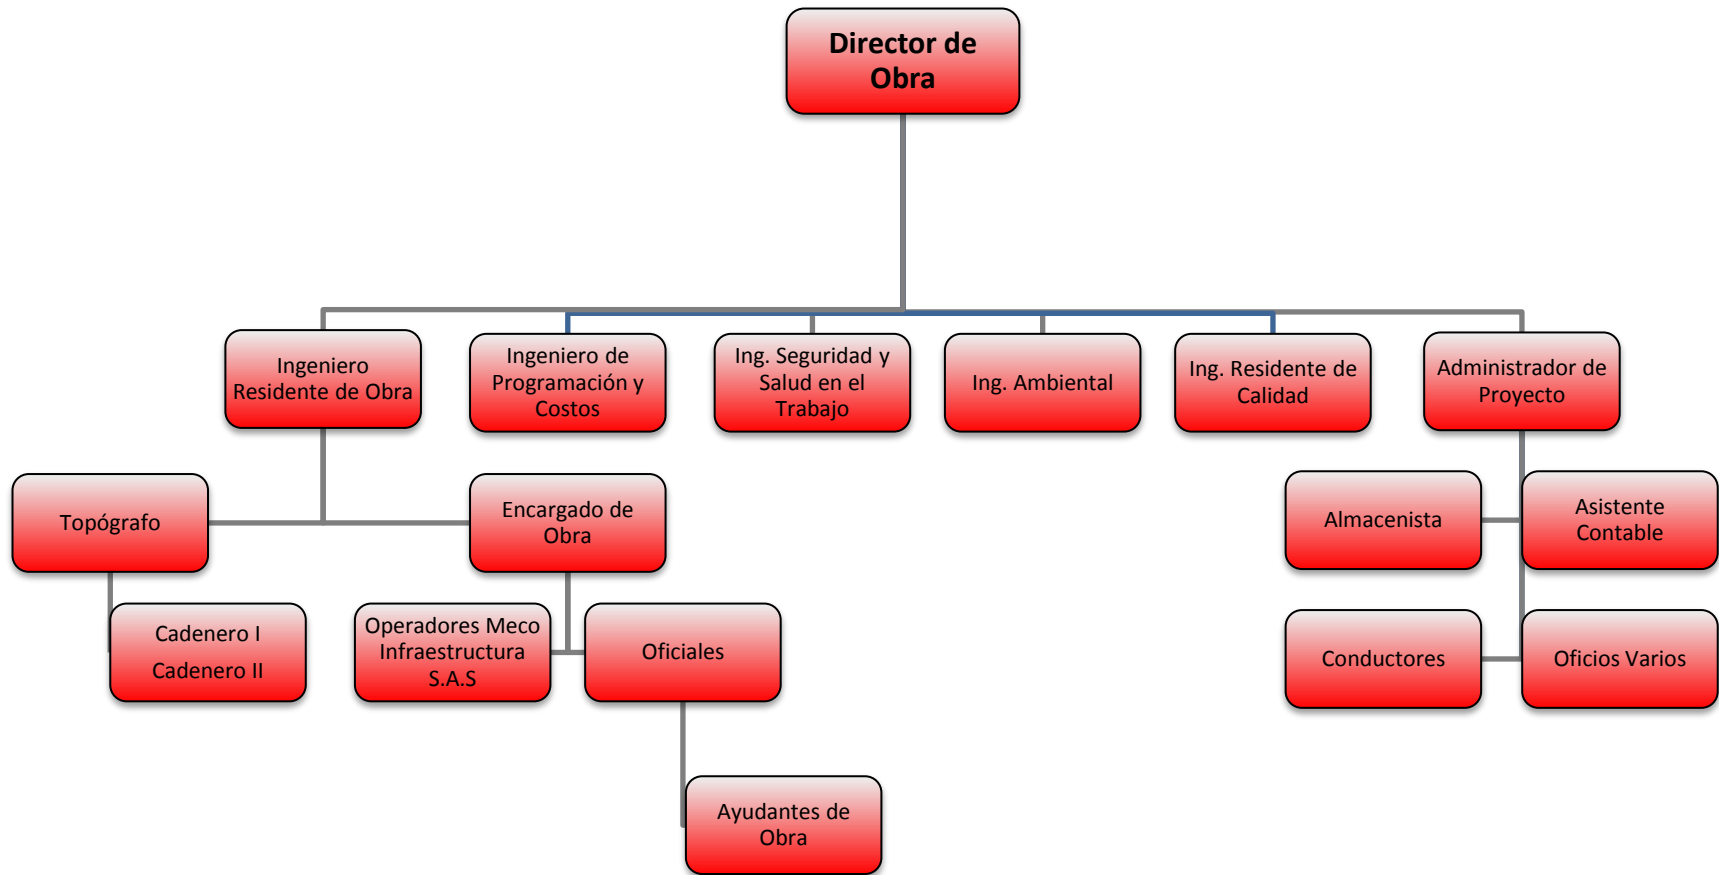 Director de
Obra
Ingeniero
Residente de Obra
Ingeniero de
Programación y
Costos
Ing. Seguridad y
Salud en el
Trabajo
Ing. Ambiental
Ing. Residente de
Calidad
Administrador de
Proyecto
Topógrafo
Encargado de
Obra
Almacenista
Asistente
Contable
Cadenero I
Cadenero II
Operadores Meco
Infraestructura
S.A.S
Oficiales
Conductores
Oficios Varios
Ayudantes de
Obra